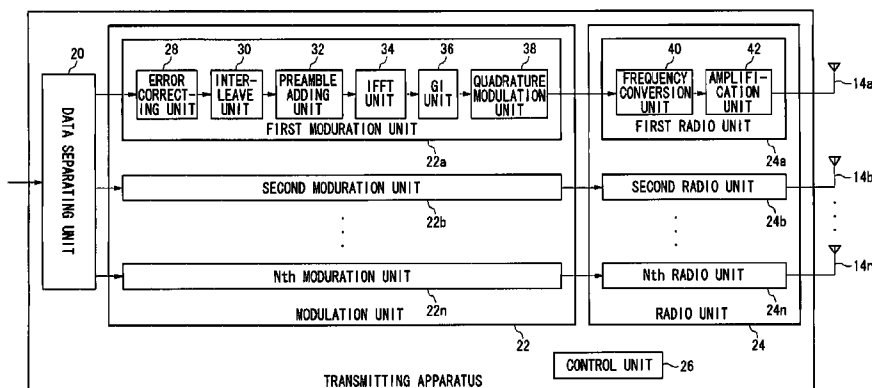 20
DATA SEPARATING UNIT
28
30
32
34
36
38
ERROR
CORRECT-
ING UNIT
INTER-
LEAVE
UNIT
PREAMBLE
ADDING
UNIT
IFFT
UNIT
GI
UNIT
QUADRATURE
MODULATION
UNIT
FIRST MODURATION UNIT
22a
40
42
FREQUENCY
CONVERSION
UNIT
AMPLIFI-
CATION
UNIT
FIRST RADIO UNIT
24a
14a
SECOND MODURATION UNIT
22b
SECOND RADIO UNIT
24b
14b
Nth MODURATION UNIT
22n
Nth RADIO UNIT
24n
14n
MODULATION UNIT
22
RADIO UNIT
24
CONTROL UNIT
26
TRANSMITTING APPARATUS